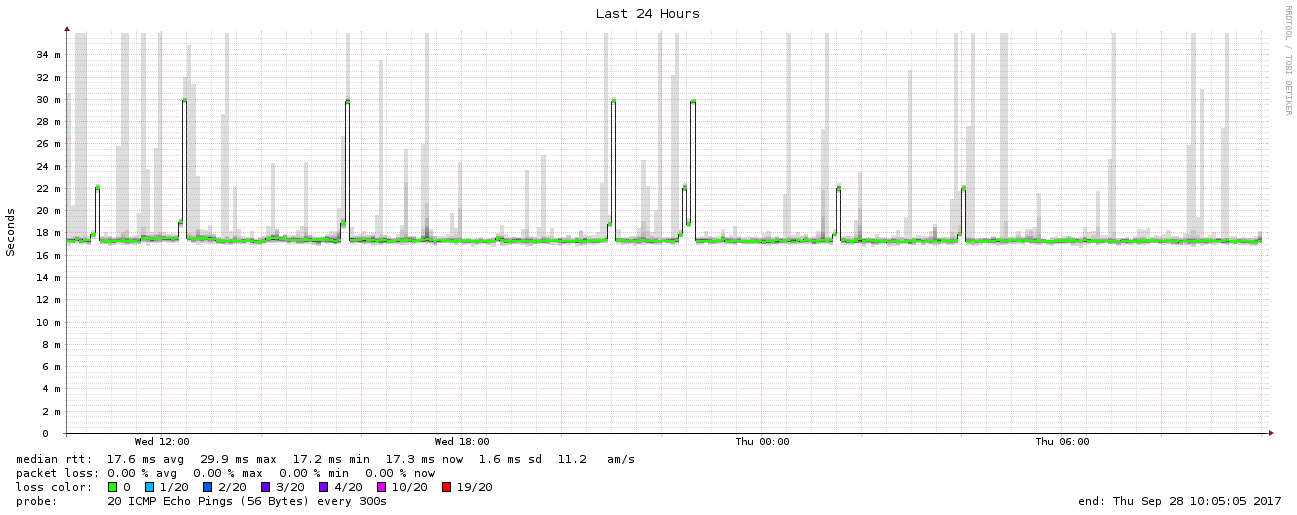 Last 24 Hours
RRDTOOL / TOBI OETIKER
Seconds
34 m
32 m
30 m
28 m
26 m
24 m
22 m
20 m
18 m
16 m
14 m
12 m
10 m
8 m
6 m
4 m
2 m
0
Wed 12:00 Wed 18:00 Thu 00:00 Thu 06:00
median rtt: 17.6 ms avg 29.9 ms max 17.2 ms min 17.3 ms now 1.6 ms sd 11.2 am/s
packet loss: 0.00 % avg 0.00 % max 0.00 % min 0.00 % now
loss color: 0 1/20 2/20 3/20 4/20 10/20 19/20
probe: 20 ICMP Echo Pings (56 Bytes) every 300s end: Thu Sep 28 10:05:05 2017